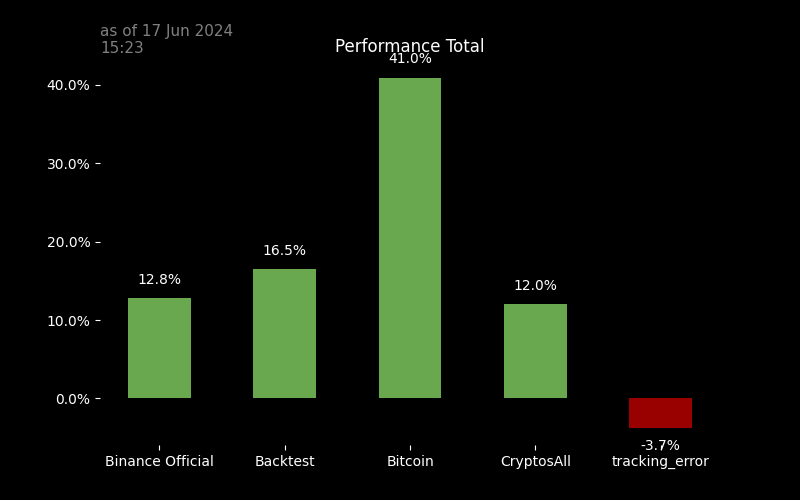 as of 17 Jun 2024
15:23
Performance Total
41.0%
40.0%
30.0%
20.0%
10.0%
0.0%
12.8%
16.5%
12.0%
-3.7%
Binance Official
Backtest
Bitcoin
CryptosAll
tracking_error